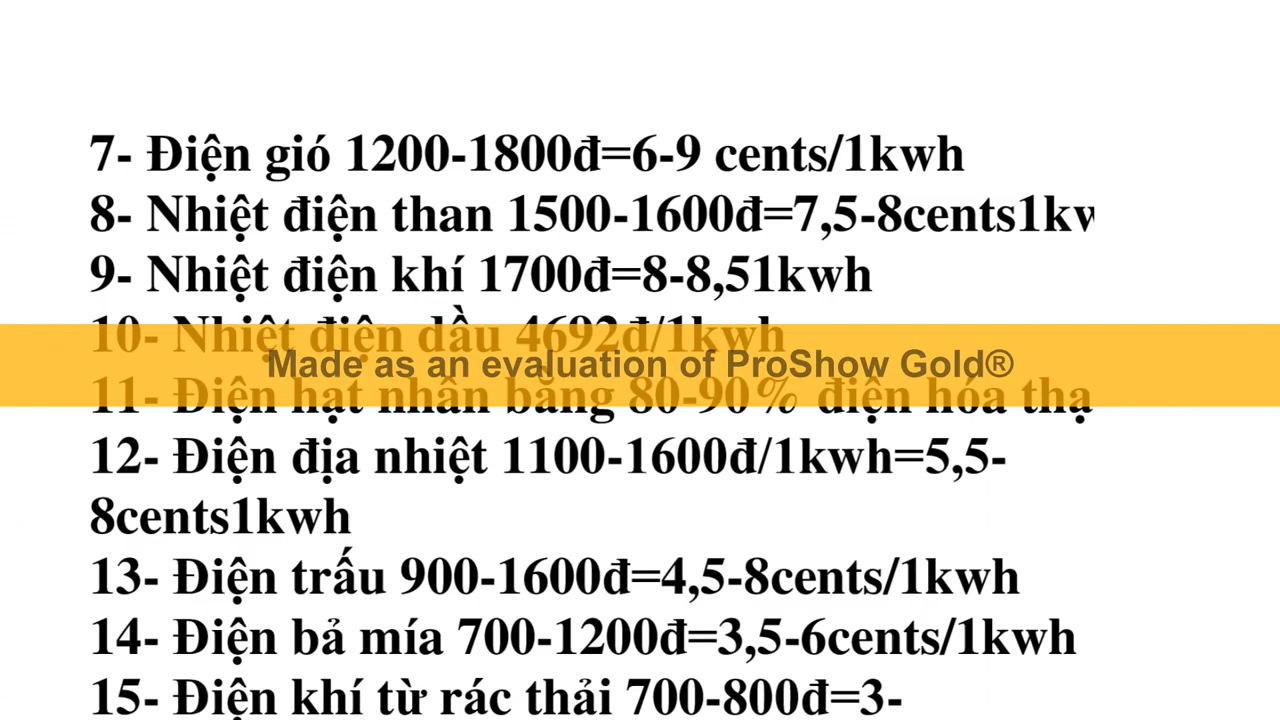 7- Điện gió 1200-1800đ=6-9 cents/1kwh
8- Nhiệt điện than 1500-1600đ=7,5-8cents1kw
9- Nhiệt điện khí 1700đ=8-8,51kwh
10- Nhiệt điện dầu 4692đ/1kwh
Made as an evaluation of ProShow Gold®
11- Điện hạt nhân bằng 80-90% điện hóa thạ
12- Điện địa nhiệt 1100-1600đ/1kwh=5,5-
8cents1kwh
13- Điện trấu 900-1600đ=4,5-8cents/1kwh
14- Điện bả mía 700-1200đ=3,5-6cents/1kwh
15- Điện khí từ rác thải 700-800đ=3-